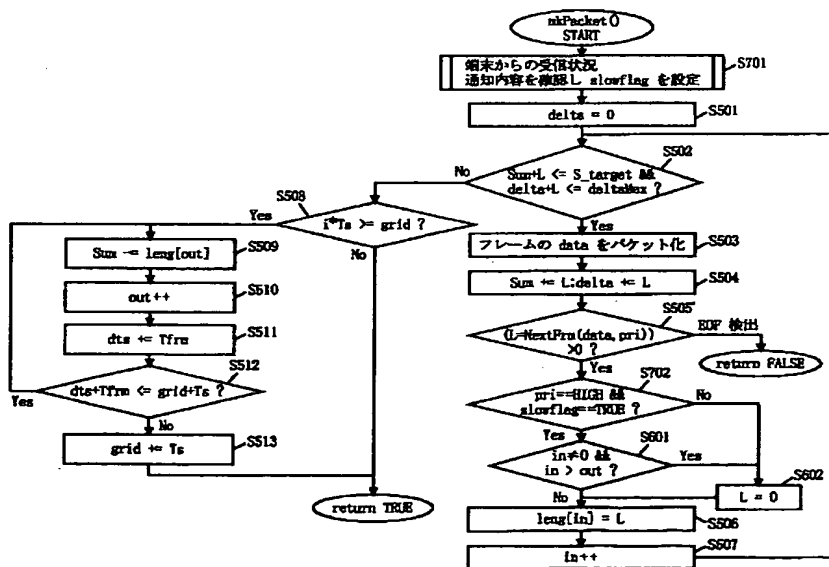 mkPacket()
START
端末からの受信状況
通知内容を確認し slowflag を設定
S701
delta = 0
S501
S502
Sum+L <= S_target &&
delta+L <= deltaMax ?
No
Yes
S508
i*Ts >= grid ?
Yes
No
フレームの data をパケット化
S503
Sum -= leng[out]
S509
Sum += L;delta += L
S504
out++
S510
S505
(L=NextFrm(data,pri))
>0 ?
EOF 検出
return FALSE
Yes
dts += Tfrm
S511
S512
dts+Tfrm <= grid+Ts ?
Yes
No
S702
pri==HIGH &&
slowflag==TRUE ?
No
Yes
grid += Ts
S513
S601
in≠0 &&
in > out ?
Yes
No
S602
L = 0
return TRUE
leng[in] = L
S506
in++
S507